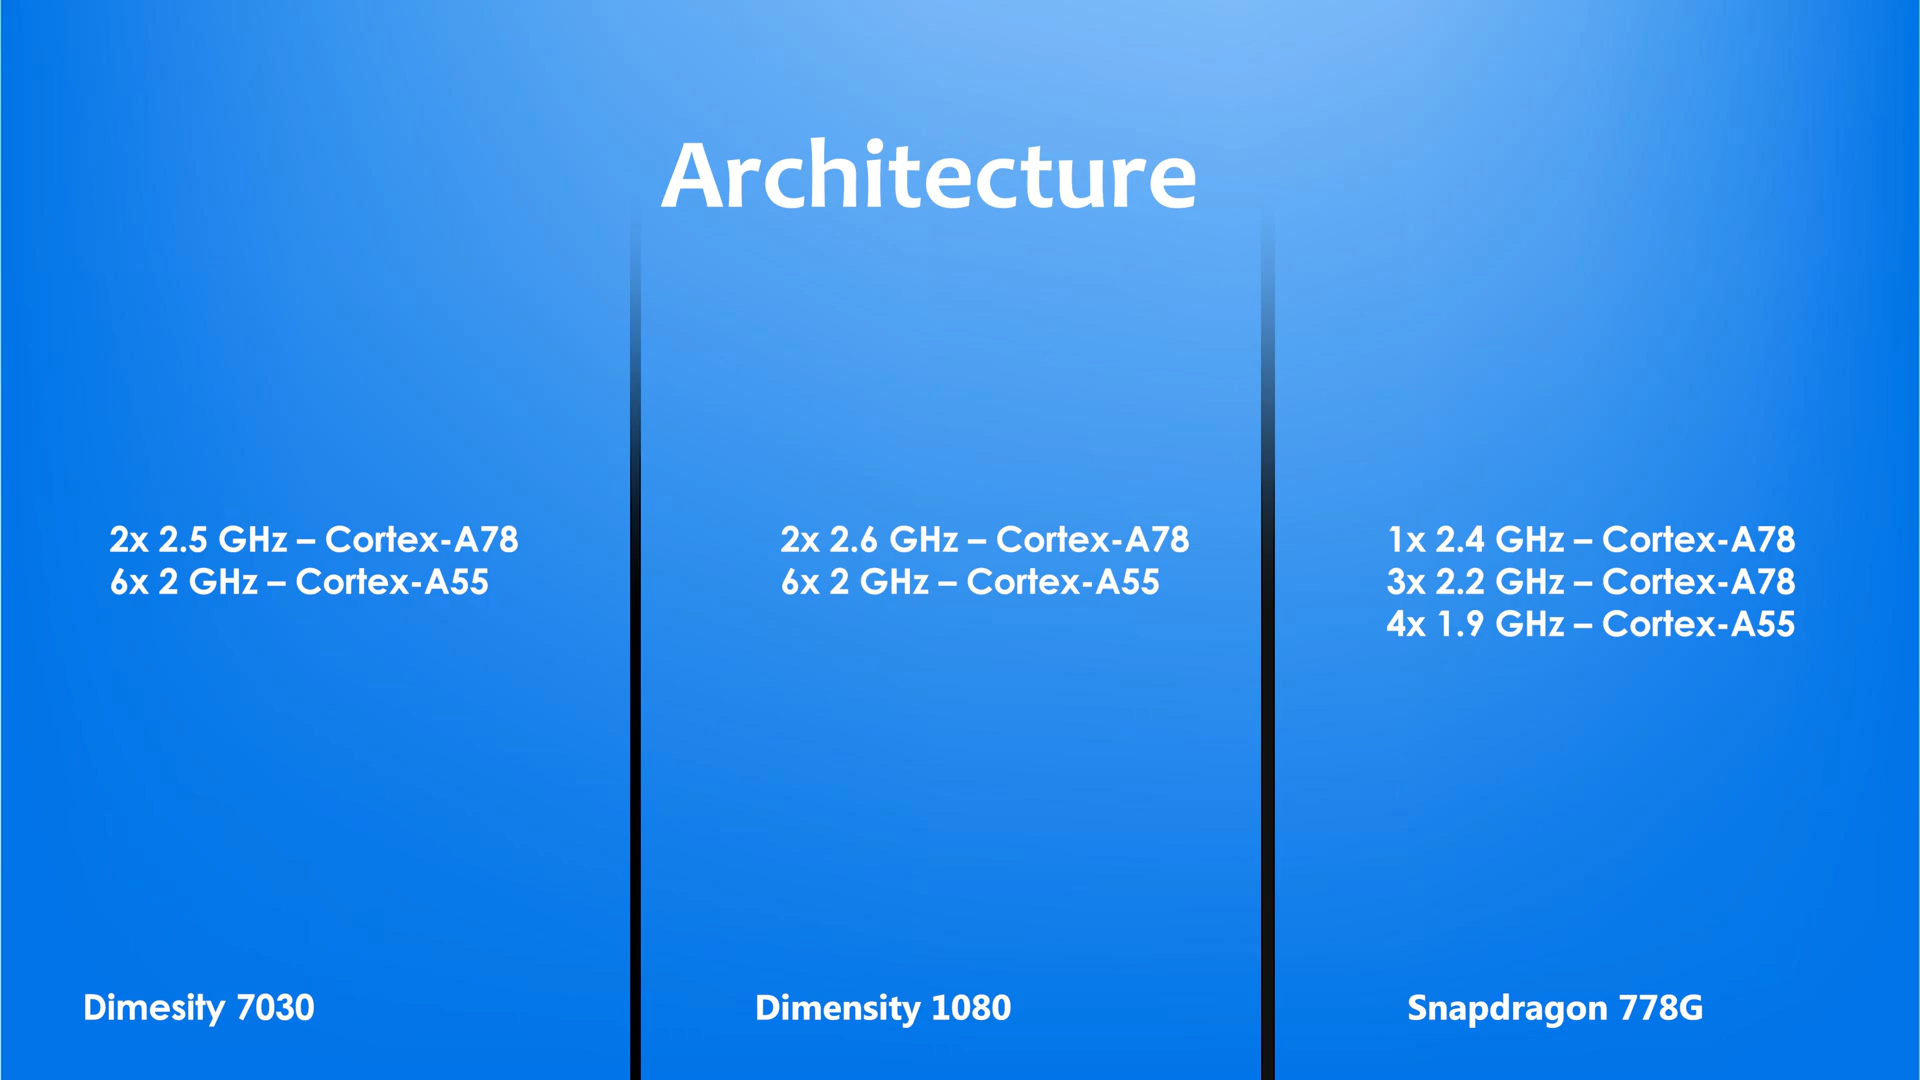 Architecture
2x 2.5 GHz – Cortex-A78
6x 2 GHz – Cortex-A55
2x 2.6 GHz – Cortex-A78
6x 2 GHz – Cortex-A55
1x 2.4 GHz – Cortex-A78
3x 2.2 GHz – Cortex-A78
4x 1.9 GHz – Cortex-A55
Dimesity 7030
Dimensity 1080
Snapdragon 778G